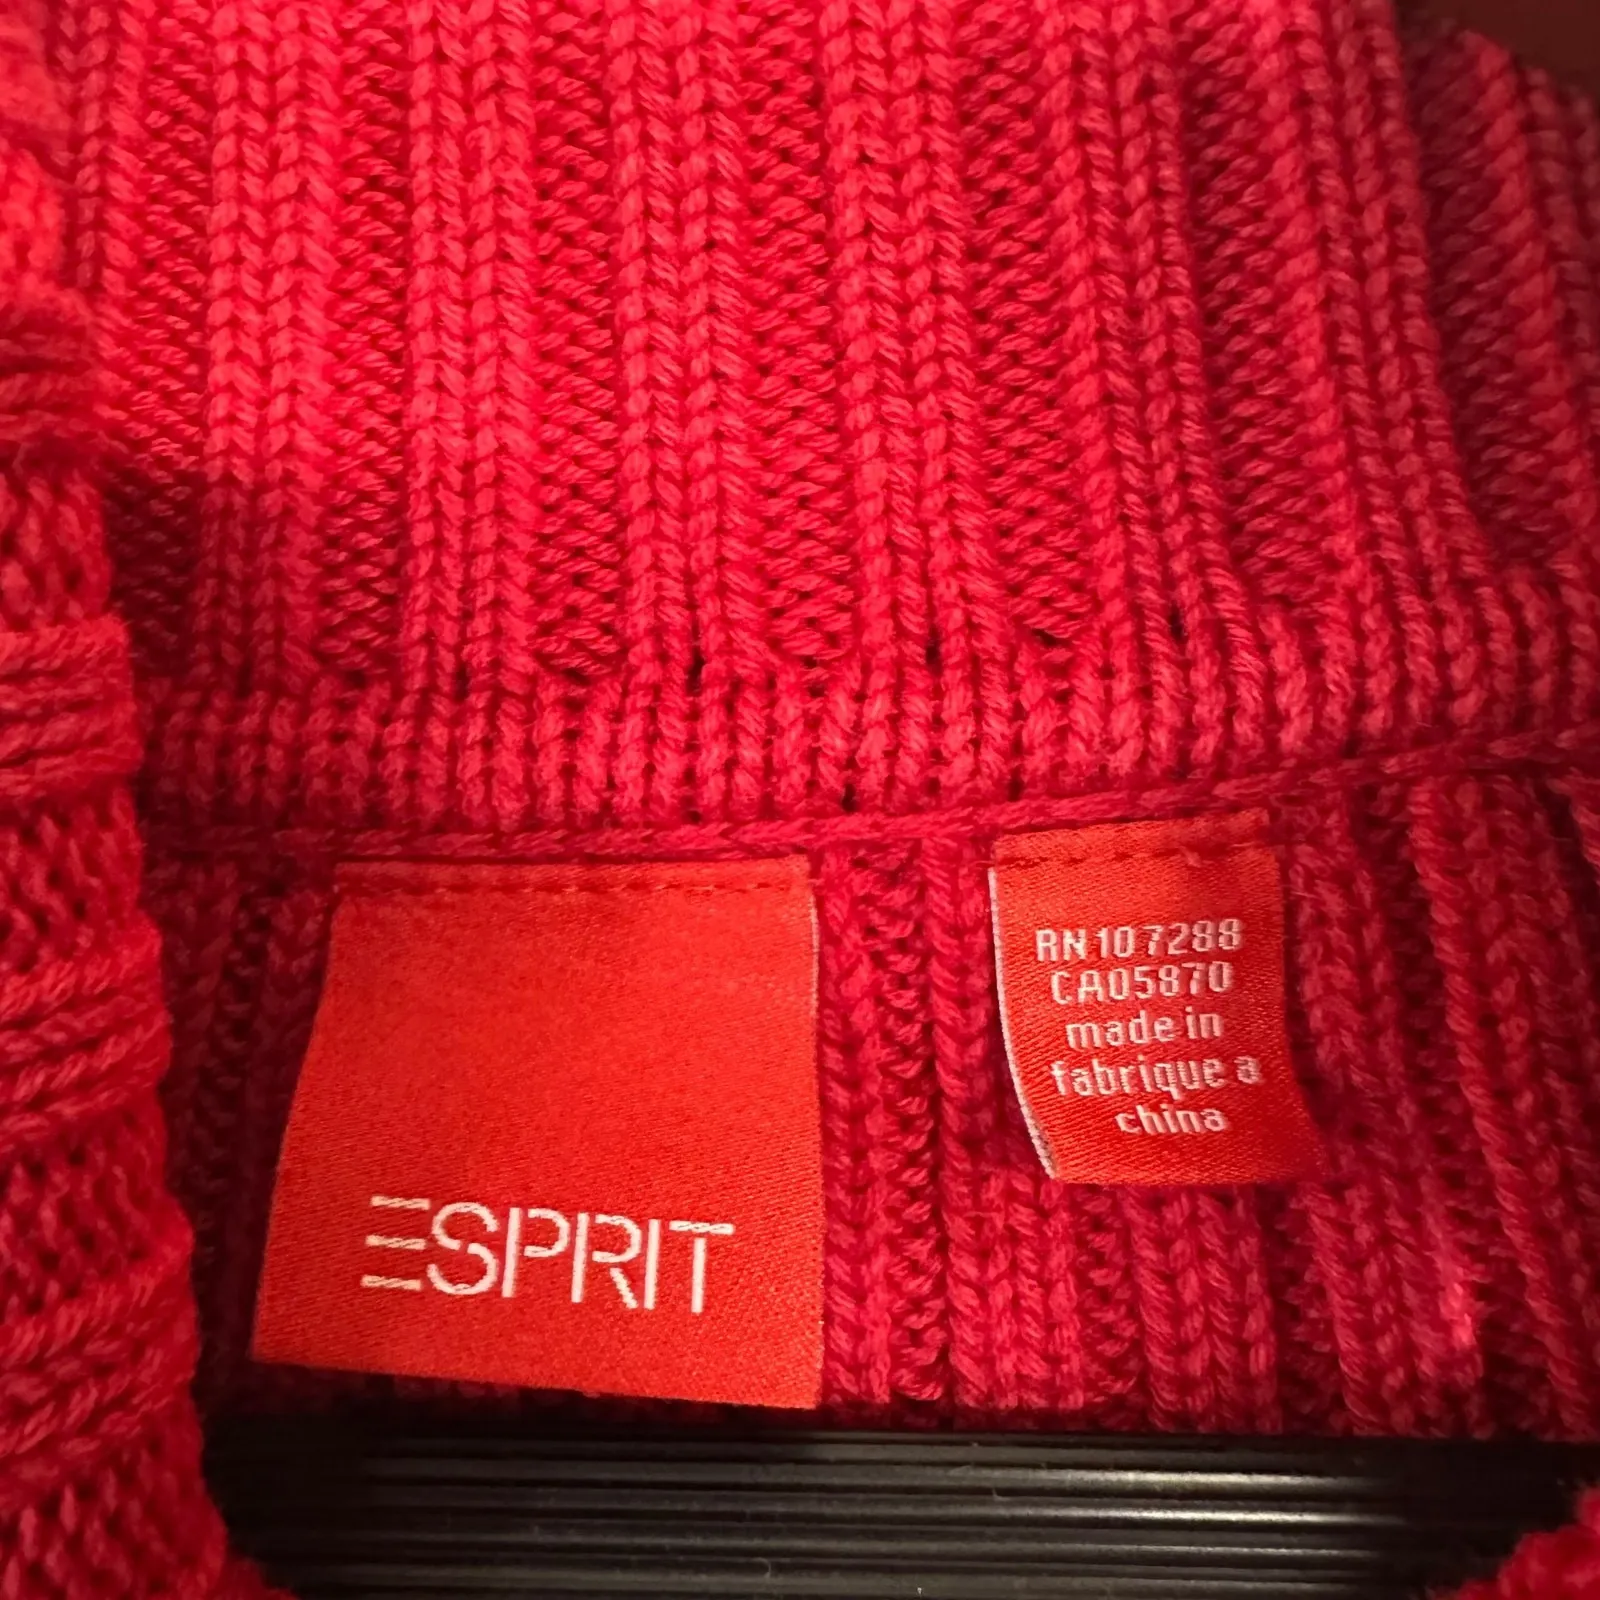 ESPRIT
RN 107288
CA05870
made in
fabrique a
china